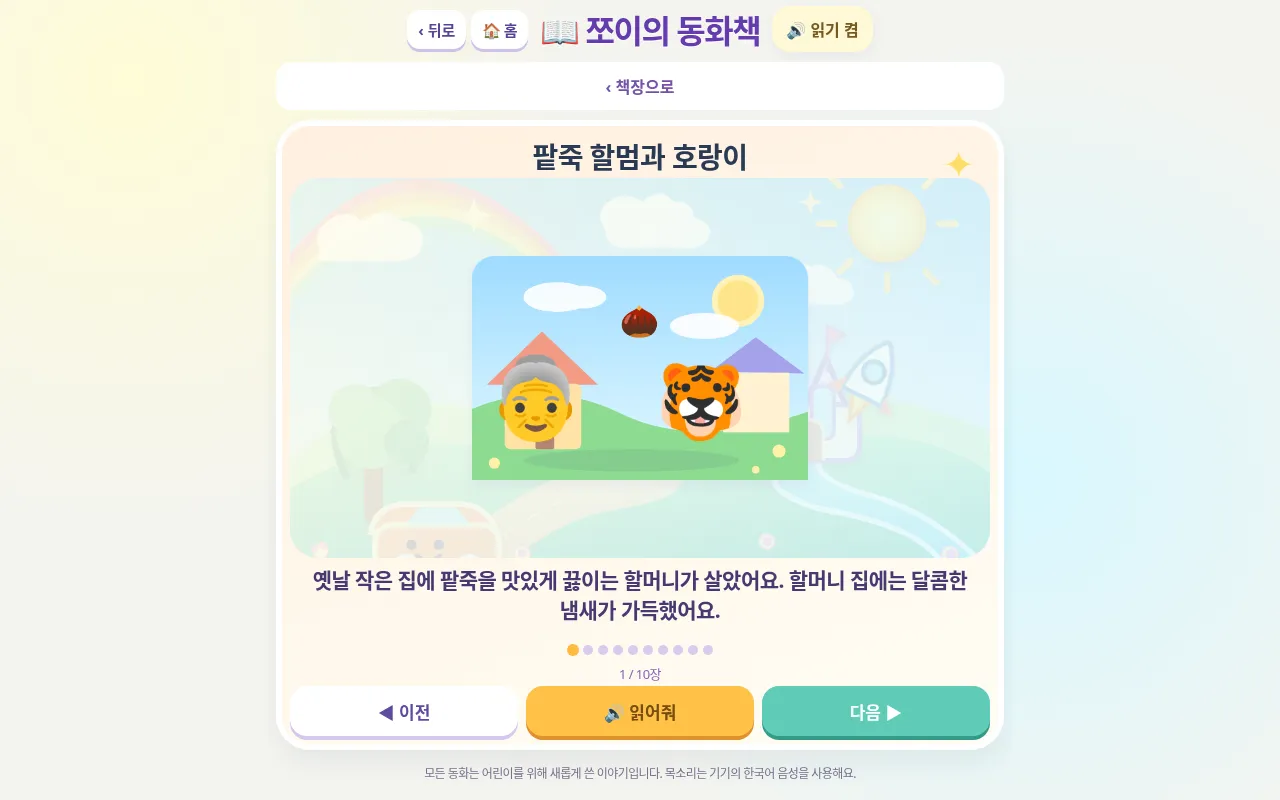 ‹ 뒤로
🏠 홈
📖 쪼이의 동화책
🔊 읽기 켬
‹ 책장으로
팥죽 할멈과 호랑이
옛날 작은 집에 팥죽을 맛있게 끓이는 할머니가 살았어요. 할머니 집에는 달콤한
냄새가 가득했어요.
1 / 10장
◀ 이전
🔊 읽어줘
다음 ▶
모든 동화는 어린이를 위해 새롭게 쓴 이야기입니다. 목소리는 기기의 한국어 음성을 사용해요.